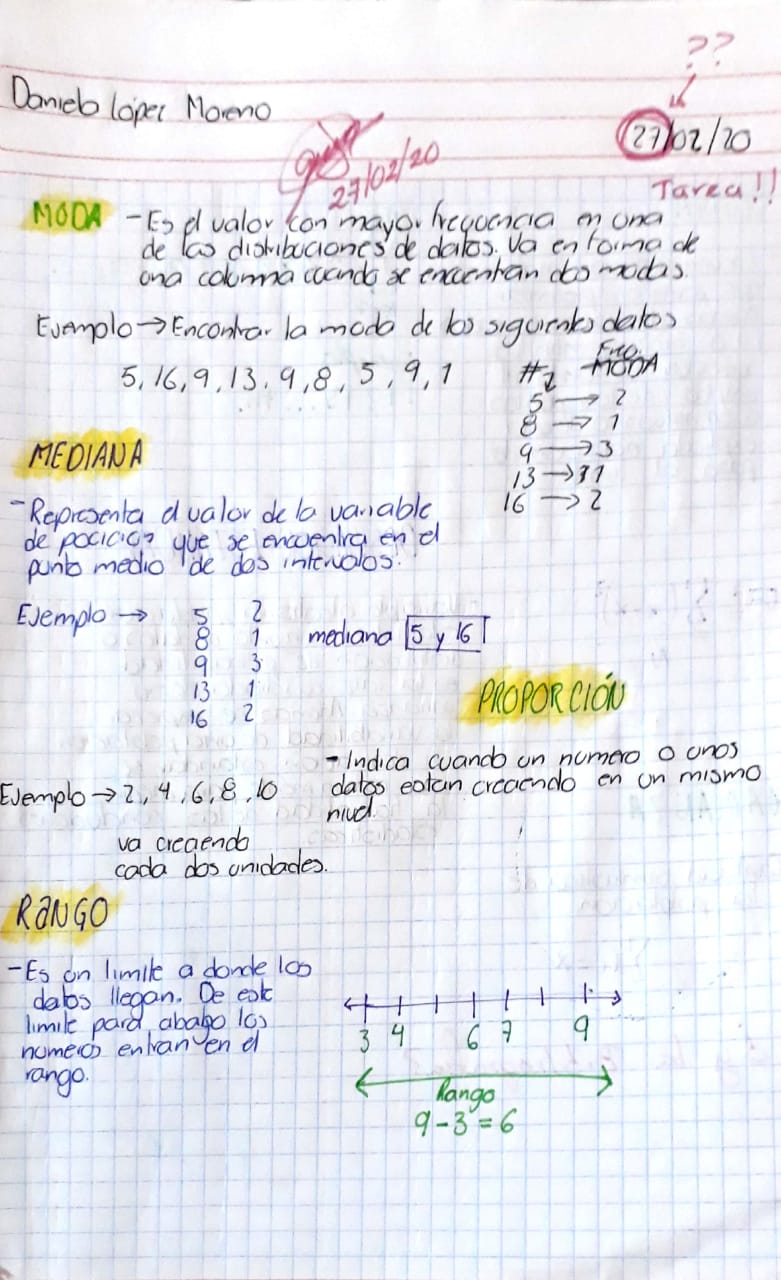 ??
Daniela López Moreno
27/02/20
27/02/20
Tarea!!
MODA - Es el valor con mayor frecuencia en una
de las distribuciones de datos. Va en forma de
una columna cuando se encuentran dos modas.
Ejemplo → Encontrar la moda de los siguientes datos
5, 16, 9, 13, 9, 8, 5, 9, 1
MODA
5 → 2
8 → 1
9 → 3
13 → 1
16 → 2
MEDIANA
- Representa el valor de la variable
de que se encuentra en el
punto medio de dos intervalos.
Ejemplo → 5 2
8 1
9 3
13 1
16 2
mediana 5 y 16
PROPORCIÓN
- Indica cuando un numero o unos
datos estan creciendo en un mismo
nivel.
Ejemplo → 2, 4, 6, 8, 10
va creciendo
cada dos unidades.
RANGO
- Es un limite a donde los
datos llegan. De este
limite para abajo los
numeros entran en el
rango.
3 4 6 7 9
Rango
9 - 3 = 6